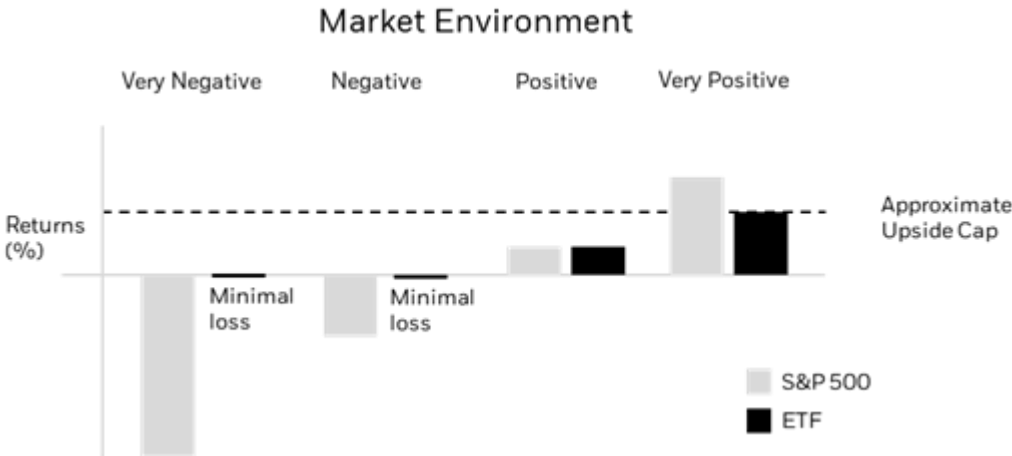 Market Environment
Very Negative
Negative
Positive
Very Positive
Returns
(%)
Approximate
Upside Cap
Minimal
loss
Minimal
loss
S&P 500
ETF